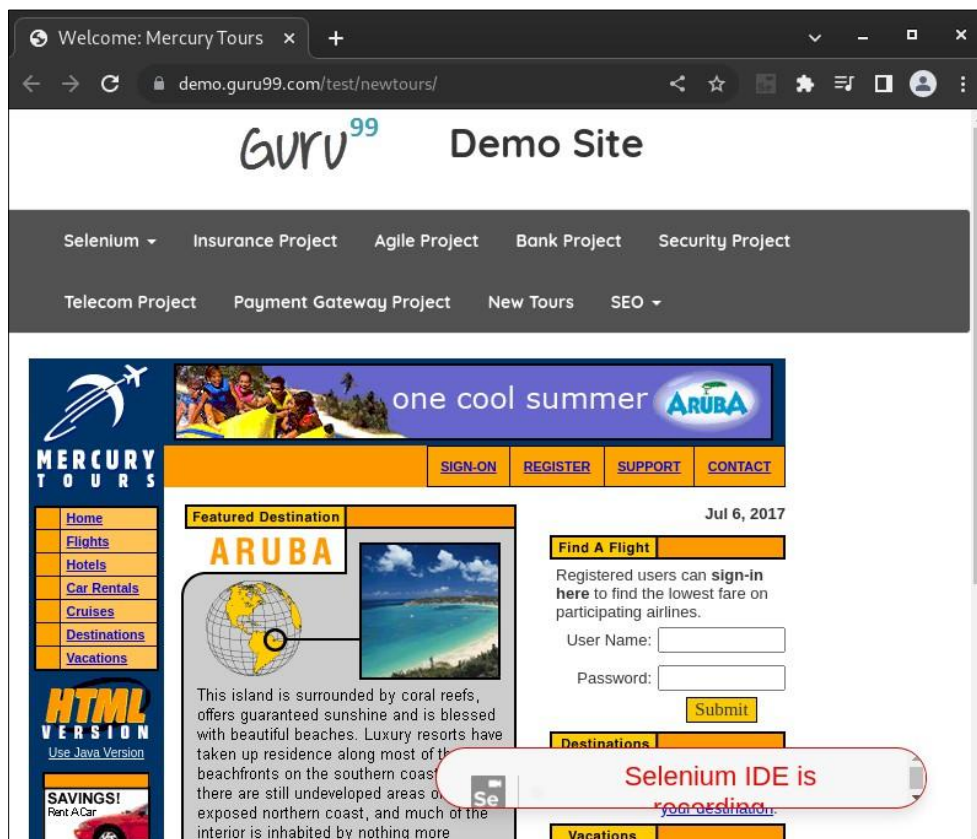 Welcome: Mercury Tours
demo.guru99.com/test/newtours/
Guru99 Demo Site
Selenium Insurance Project Agile Project Bank Project Security Project
Telecom Project Payment Gateway Project New Tours SEO
one cool summer ARUBA
MERCURY
TOURS
SIGN-ON REGISTER SUPPORT CONTACT
Home
Flights
Hotels
Car Rentals
Cruises
Destinations
Vacations
HTML
VERSION
Use Java Version
SAVINGS!
Rent A Car
Featured Destination
ARUBA
This island is surrounded by coral reefs,
offers guaranteed sunshine and is blessed
with beautiful beaches. Luxury resorts have
taken up residence along most of
beachfronts on the southern coast
there are still undeveloped areas
exposed northern coast, and much of the
interior is inhabited by nothing more
Jul 6, 2017
Find A Flight
Registered users can sign-in
here to find the lowest fare on
participating airlines.
User Name:
Password:
Submit
Destinations
your destination.
Vacations
Se
Selenium IDE is
recording